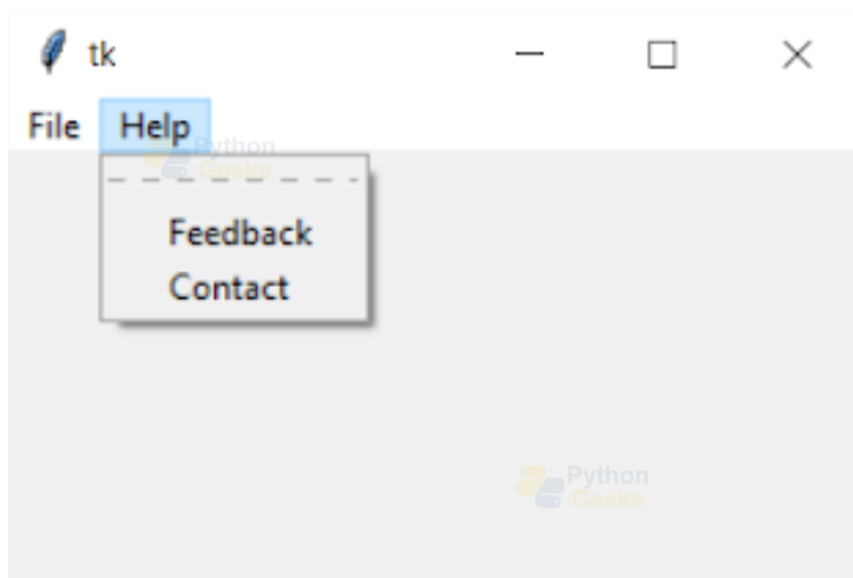 tk
File Help
Python
Geeks
Feedback
Contact
Python
Geeks